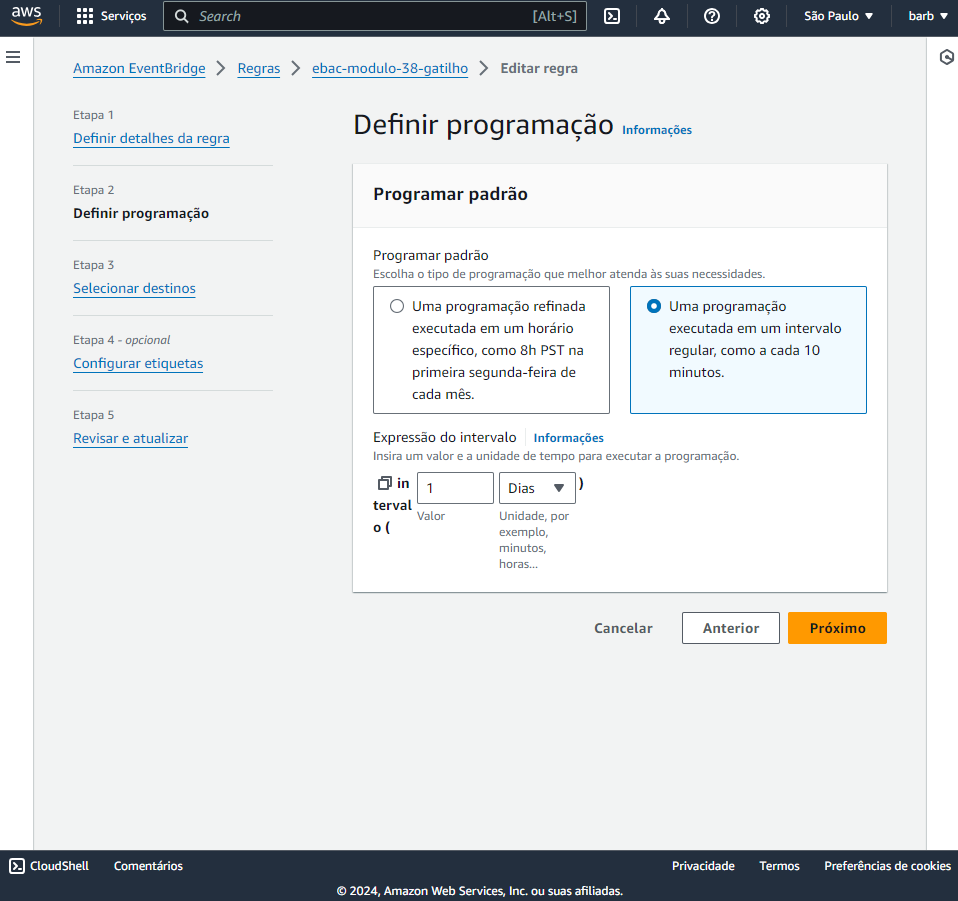 aws Serviços Search [Alt+S] São Paulo barb
Amazon EventBridge Regras ebac-modulo-38-gatilho Editar regra
Etapa 1
Definir detalhes da regra
Etapa 2
Definir programação
Etapa 3
Selecionar destinos
Etapa 4 - opcional
Configurar etiquetas
Etapa 5
Revisar e atualizar
Definir programação Informações
Programar padrão
Programar padrão
Escolha o tipo de programação que melhor atenda às suas necessidades.
Uma programação refinada
executada em um horário
específico, como 8h PST na
primeira segunda-feira de
cada mês.
Uma programação
executada em um intervalo
regular, como a cada 10
minutos.
Expressão do intervalo Informações
Insira um valor e a unidade de tempo para executar a programação.
in
terval
o (
1
Valor
Dias
)
Unidade, por
exemplo,
minutos,
horas...
Cancelar Anterior Próximo
CloudShell Comentários Privacidade Termos Preferências de cookies
© 2024, Amazon Web Services, Inc. ou suas afiliadas.